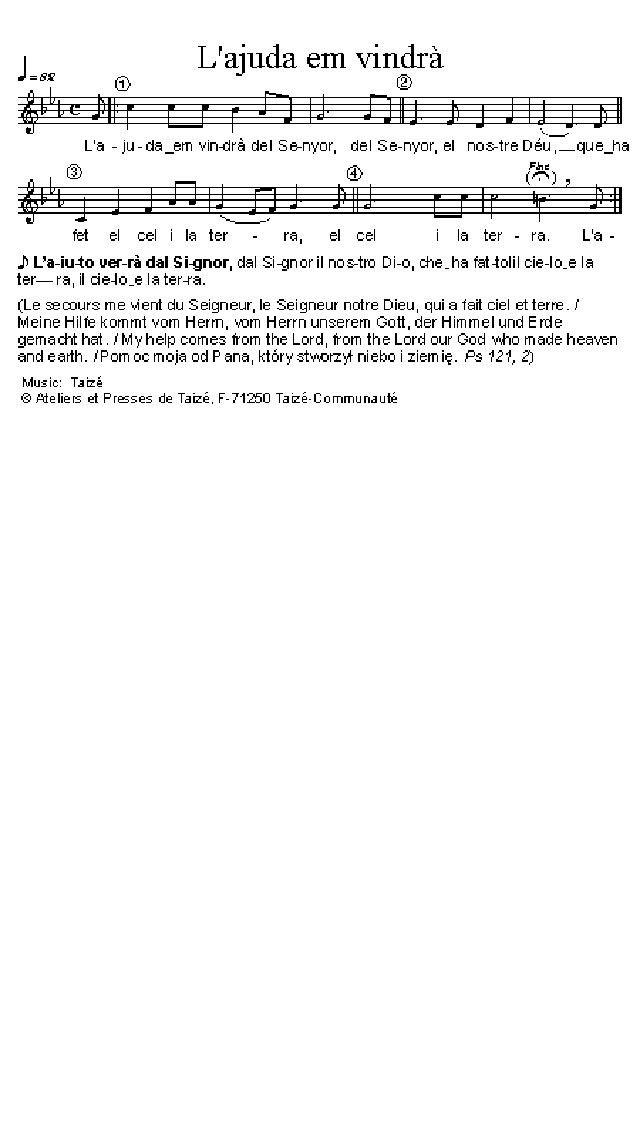 L'ajuda em vindrà
♩ = 82
① ②
L'a - ju - da_em vin-drà del Se-nyor, del Se-nyor, el nos-tre Déu,—que_ha
③ ④ Fine
fet el cel i la ter - ra, el cel i la ter - ra. L'a -
♪ L'a-iu-to ver-rà dal Si-gnor, dal Si-gnor il nos-tro Di-o, che_ha fat-toIil cie-lo_e la
ter— ra, il cie-lo_e la ter-ra.
(Le secours me vient du Seigneur, le Seigneur notre Dieu, qui a fait ciel et terre. /
Meine Hilfe kommt vom Herrn, vom Herrn unserem Gott, der Himmel und Erde
gemacht hat. / My help comes from the Lord, from the Lord our God who made heaven
and earth. / Pomoc moja od Pana, który stworzył niebo i ziemię. Ps 121, 2)
Music: Taizé
© Ateliers et Presses de Taizé, F-71250 Taizé-Communauté